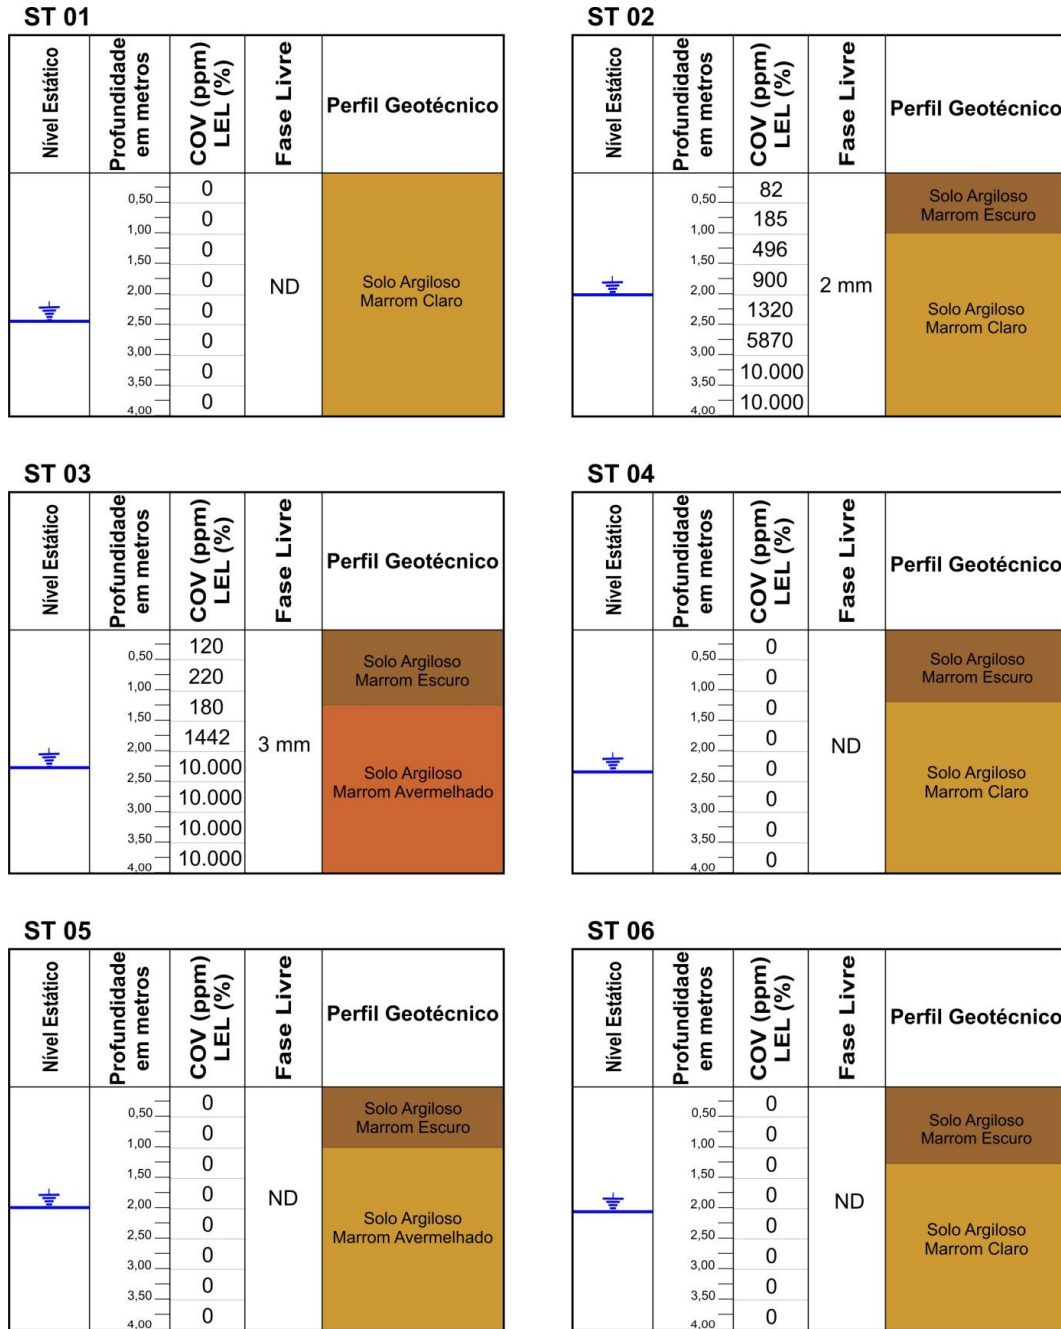 ST 01
Nível Estático
Profundidade
em metros
COV (ppm)
LEL (%)
Fase Livre
Perfil Geotécnico
0,50
1,00
1,50
2,00
2,50
3,00
3,50
4,00
0
0
0
0
0
0
0
0
ND
Solo Argiloso
Marrom Claro
ST 02
Nível Estático
Profundidade
em metros
COV (ppm)
LEL (%)
Fase Livre
Perfil Geotécnico
0,50
1,00
1,50
2,00
2,50
3,00
3,50
4,00
82
185
496
900
1320
5870
10.000
10.000
2 mm
Solo Argiloso
Marrom Escuro
Solo Argiloso
Marrom Claro
ST 03
Nível Estático
Profundidade
em metros
COV (ppm)
LEL (%)
Fase Livre
Perfil Geotécnico
0,50
1,00
1,50
2,00
2,50
3,00
3,50
4,00
120
220
180
1442
10.000
10.000
10.000
10.000
3 mm
Solo Argiloso
Marrom Escuro
Solo Argiloso
Marrom Avermelhado
ST 04
Nível Estático
Profundidade
em metros
COV (ppm)
LEL (%)
Fase Livre
Perfil Geotécnico
0,50
1,00
1,50
2,00
2,50
3,00
3,50
4,00
0
0
0
0
0
0
0
0
ND
Solo Argiloso
Marrom Escuro
Solo Argiloso
Marrom Claro
ST 05
Nível Estático
Profundidade
em metros
COV (ppm)
LEL (%)
Fase Livre
Perfil Geotécnico
0,50
1,00
1,50
2,00
2,50
3,00
3,50
4,00
0
0
0
0
0
0
0
0
ND
Solo Argiloso
Marrom Escuro
Solo Argiloso
Marrom Avermelhado
ST 06
Nível Estático
Profundidade
em metros
COV (ppm)
LEL (%)
Fase Livre
Perfil Geotécnico
0,50
1,00
1,50
2,00
2,50
3,00
3,50
4,00
0
0
0
0
0
0
0
0
ND
Solo Argiloso
Marrom Escuro
Solo Argiloso
Marrom Claro